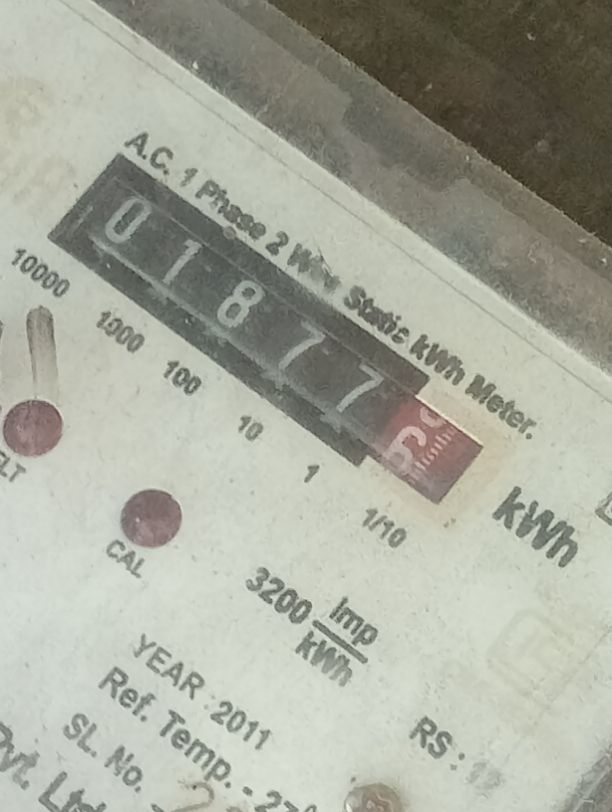 A.C. 1 Phase 2 Wire Static kWh Meter.
0 1 8 7 7
10000 1000 100 10 1 1/10
kWh
CAL
3200 Imp
kWh
YEAR : 2011
Ref. Temp. - 27
RS :
SL. No. -
Pvt. Ltd